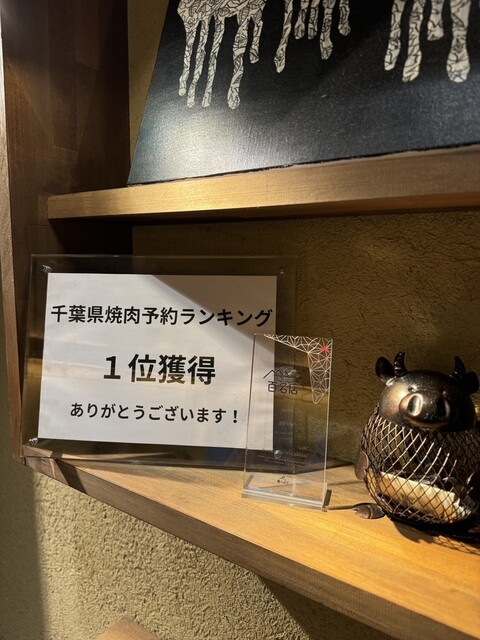 千葉県焼肉予約ランキング
１位獲得
ありがとうございます！
百名店